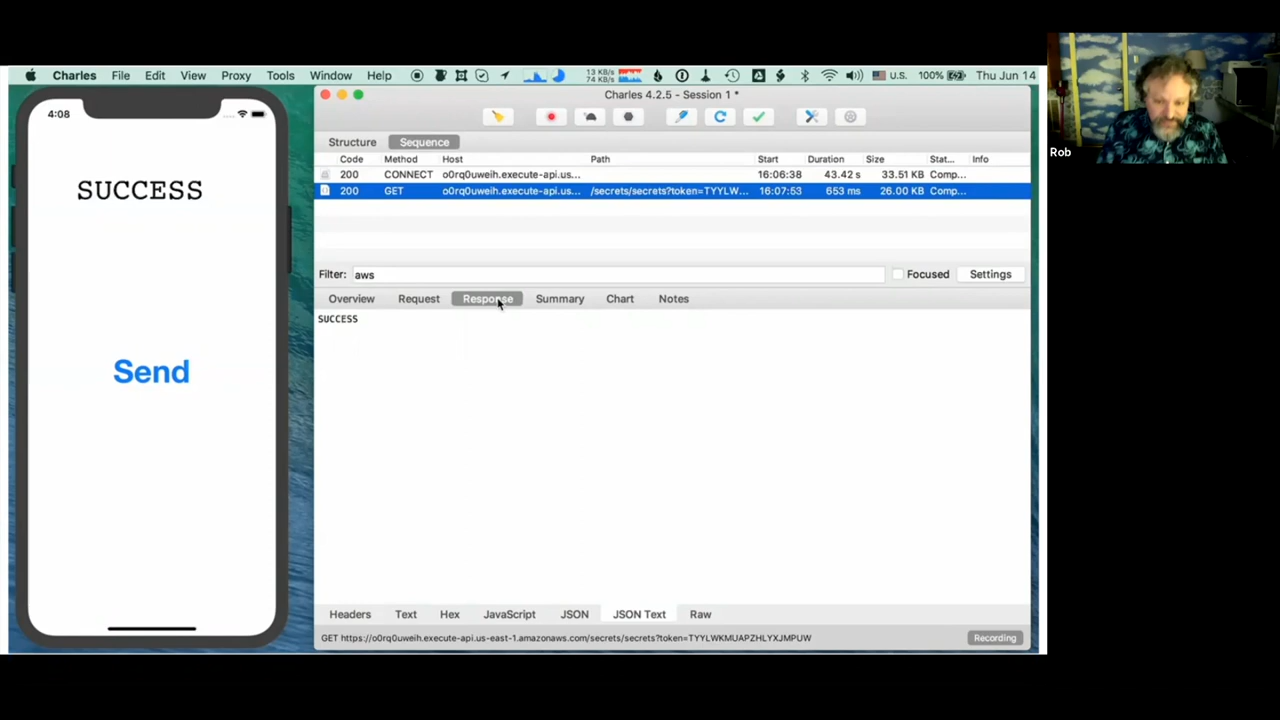 Charles File Edit View Proxy Tools Window Help 13 KB/s 74 KB/s U.S. 100% Thu Jun 14
4:08
SUCCESS
Send
Charles 4.2.5 - Session 1 *
Structure Sequence
Code Method Host Path Start Duration Size Stat... Info
200 CONNECT o0rq0uweih.execute-api.us... 16:06:38 43.42 s 33.51 KB Comp...
200 GET o0rq0uweih.execute-api.us... /secrets/secrets?token=TYYLW... 16:07:53 653 ms 26.00 KB Comp...
Filter: aws Focused Settings
Overview Request Response Summary Chart Notes
SUCCESS
Headers Text Hex JavaScript JSON JSON Text Raw
GET https://o0rq0uweih.execute-api.us-east-1.amazonaws.com/secrets/secrets?token=TYYLWKMUAPZHLYXJMPUW Recording
Rob